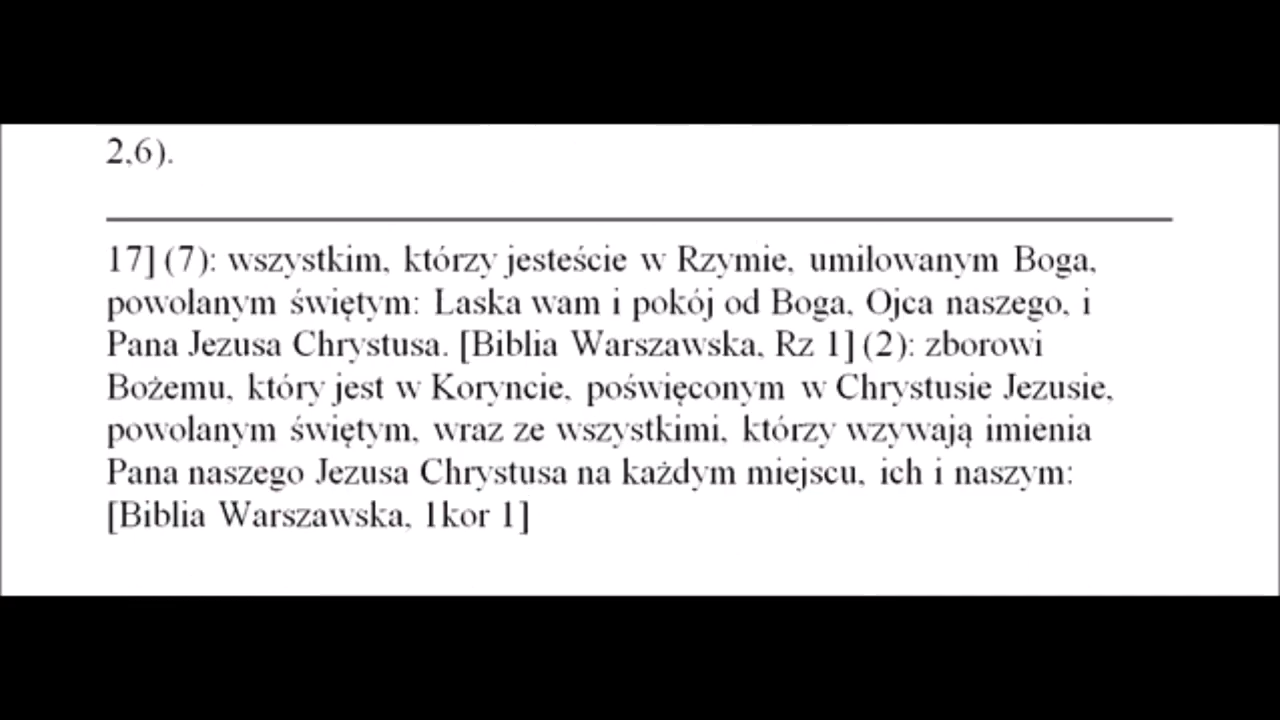 2,6).
17] (7): wszystkim, którzy jesteście w Rzymie, umiłowanym Boga,
powołanym świętym: Łaska wam i pokój od Boga, Ojca naszego, i
Pana Jezusa Chrystusa. [Biblia Warszawska, Rz 1] (2): zborowi
Bożemu, który jest w Koryncie, poświęconym w Chrystusie Jezusie,
powołanym świętym, wraz ze wszystkimi, którzy wzywają imienia
Pana naszego Jezusa Chrystusa na każdym miejscu, ich i naszym:
[Biblia Warszawska, 1kor 1]